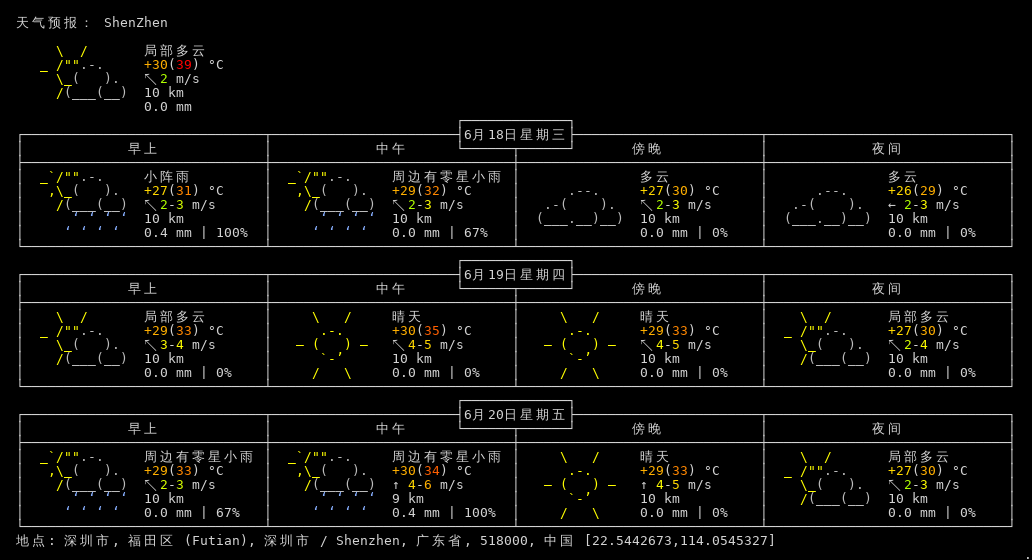 天气预报： ShenZhen
局部多云
+30(39) °C
↖2 m/s
10 km
0.0 mm
6月18日星期三
早上 中午 傍晚 夜间
小阵雨 周边有零星小雨 多云 多云
+27(31) °C +29(32) °C +27(30) °C +26(29) °C
↖2-3 m/s ↖2-3 m/s ↖2-3 m/s ← 2-3 m/s
10 km 10 km 10 km 10 km
0.4 mm | 100% 0.0 mm | 67% 0.0 mm | 0% 0.0 mm | 0%
6月19日星期四
早上 中午 傍晚 夜间
局部多云 晴天 晴天 局部多云
+29(33) °C +30(35) °C +29(33) °C +27(30) °C
↖3-4 m/s ↖4-5 m/s ↖4-5 m/s ↖2-4 m/s
10 km 10 km 10 km 10 km
0.0 mm | 0% 0.0 mm | 0% 0.0 mm | 0% 0.0 mm | 0%
6月20日星期五
早上 中午 傍晚 夜间
周边有零星小雨 周边有零星小雨 晴天 局部多云
+29(33) °C +30(34) °C +29(33) °C +27(30) °C
↖2-3 m/s ↑ 4-6 m/s ↑ 4-5 m/s ↖2-3 m/s
10 km 9 km 10 km 10 km
0.0 mm | 67% 0.4 mm | 100% 0.0 mm | 0% 0.0 mm | 0%
地点: 深圳市, 福田区 (Futian), 深圳市 / Shenzhen, 广东省, 518000, 中国 [22.5442673,114.0545327]